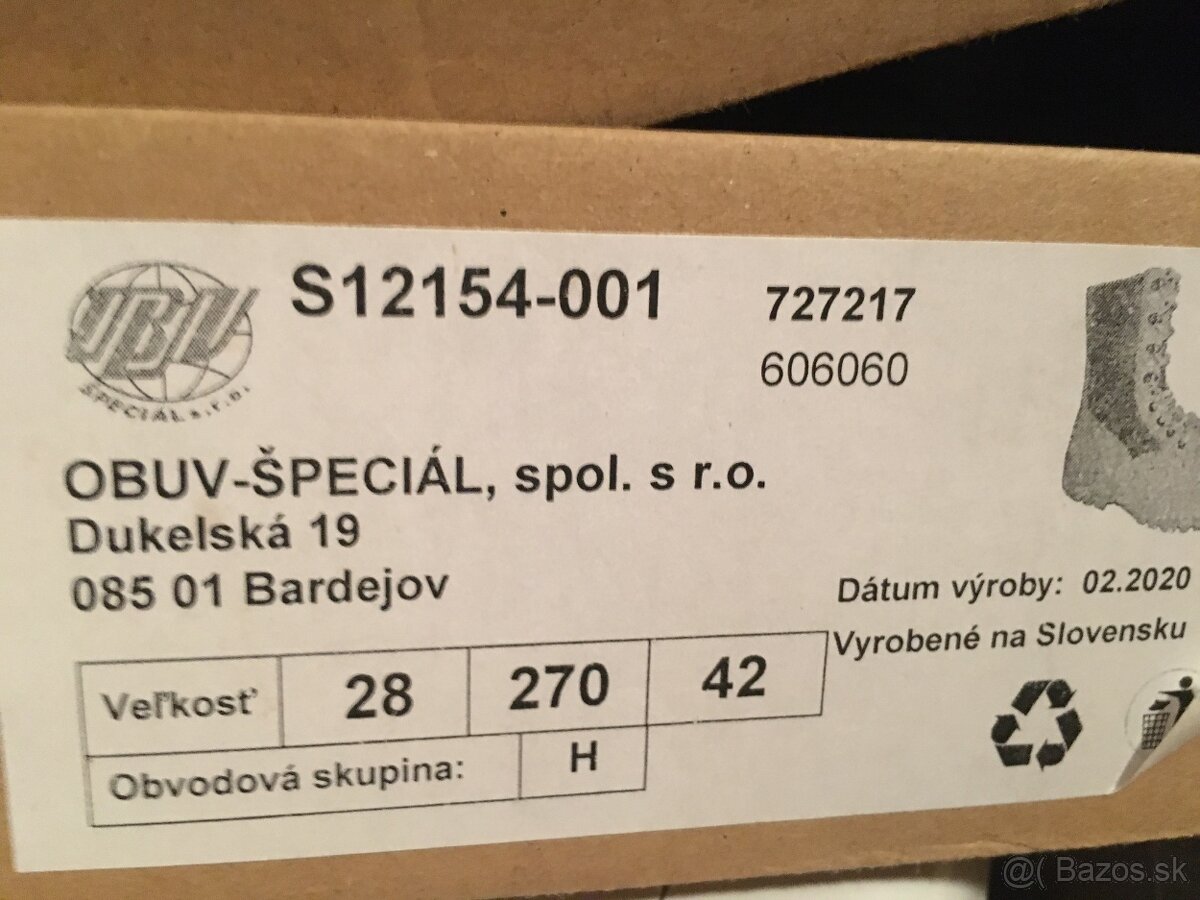 OBUV
ŠPECIÁL s.r.o.
S12154-001
727217
606060
OBUV-ŠPECIÁL, spol. s r.o.
Dukelská 19
085 01 Bardejov
Dátum výroby: 02.2020
Vyrobené na Slovensku
Veľkosť 28 270 42
Obvodová skupina: H
@( Bazos.sk